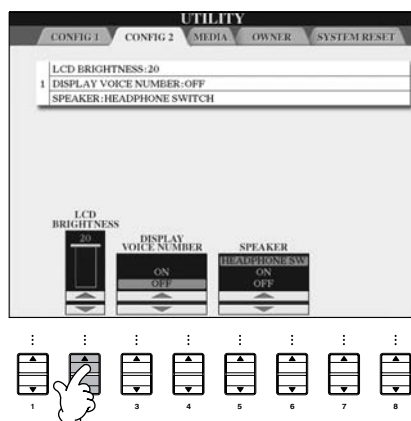 UTILITY
CONFIG 1 CONFIG 2 MEDIA OWNER SYSTEM RESET
LCD BRIGHTNESS:20
1 DISPLAY VOICE NUMBER:OFF
SPEAKER:HEADPHONE SWITCH
LCD
BRIGHTNESS
20
DISPLAY
VOICE NUMBER
ON
OFF
SPEAKER
HEADPHONE SW
ON
OFF
1 3 4 5 6 7 8